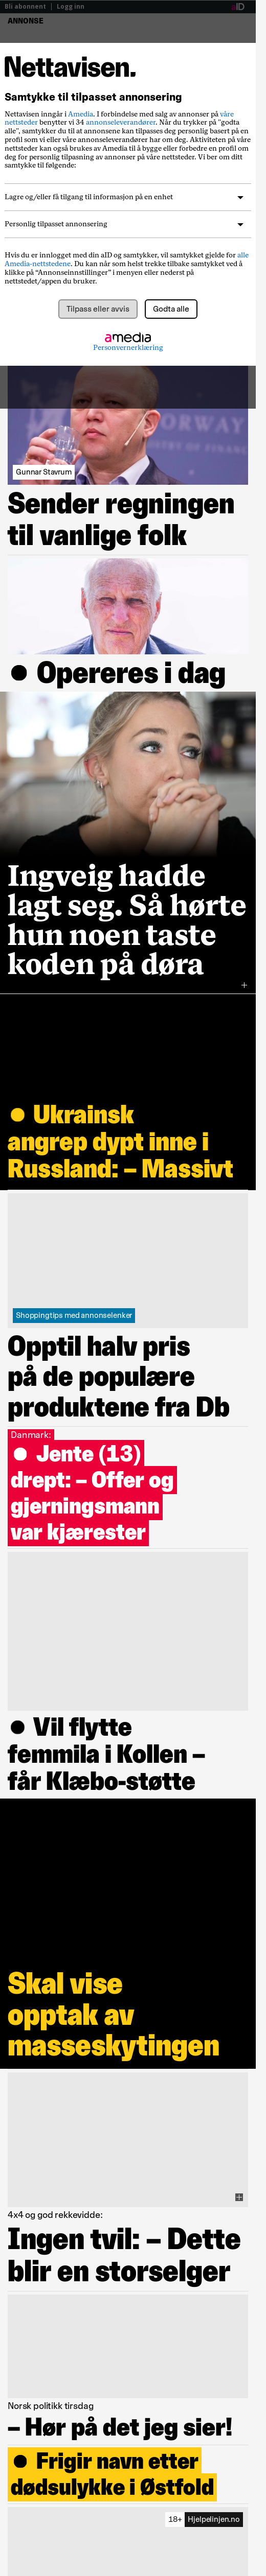 Bli abonnent | Logg inn
aID
ANNONSE
Nettavisen.
Samtykke til tilpasset annonsering
Nettavisen inngår i Amedia. I forbindelse med salg av annonser på våre
nettsteder benytter vi 34 annonseleverandører. Når du trykker på "godta
alle", samtykker du til at annonsene kan tilpasses deg personlig basert på en
profil som vi eller våre annonseleverandører har om deg. Aktiviteten på våre
nettsteder kan også brukes av Amedia til å bygge eller forbedre en profil om
deg for personlig tilpasning av annonser på våre nettsteder. Vi ber om ditt
samtykke til følgende:
Lagre og/eller få tilgang til informasjon på en enhet
Personlig tilpasset annonsering
Hvis du er innlogget med din aID og samtykker, vil samtykket gjelde for alle
Amedia-nettstedene. Du kan når som helst trekke tilbake samtykket ved å
klikke på “Annonseinnstillinger” i menyen eller nederst på
nettstedet/appen du bruker.
Tilpass eller avvis
Godta alle
amedia
Personvernerklæring
NORWAY
Gunnar Stavrum
Sender regningen
til vanlige folk
● Opereres i dag
Ingveig hadde
lagt seg. Så hørte
hun noen taste
koden på døra
● Ukrainsk
angrep dypt inne i
Russland: – Massivt
Shoppingtips med annonselenker
Opptil halv pris
på de populære
produktene fra Db
Danmark:
● Jente (13)
drept: – Offer og
gjerningsmann
var kjærester
● Vil flytte
femmila i Kollen –
får Klæbo-støtte
Skal vise
opptak av
masseskytingen
4x4 og god rekkevidde:
Ingen tvil: – Dette
blir en storselger
Norsk politikk tirsdag
– Hør på det jeg sier!
● Frigir navn etter
dødsulykke i Østfold
18+ Hjelpelinjen.no